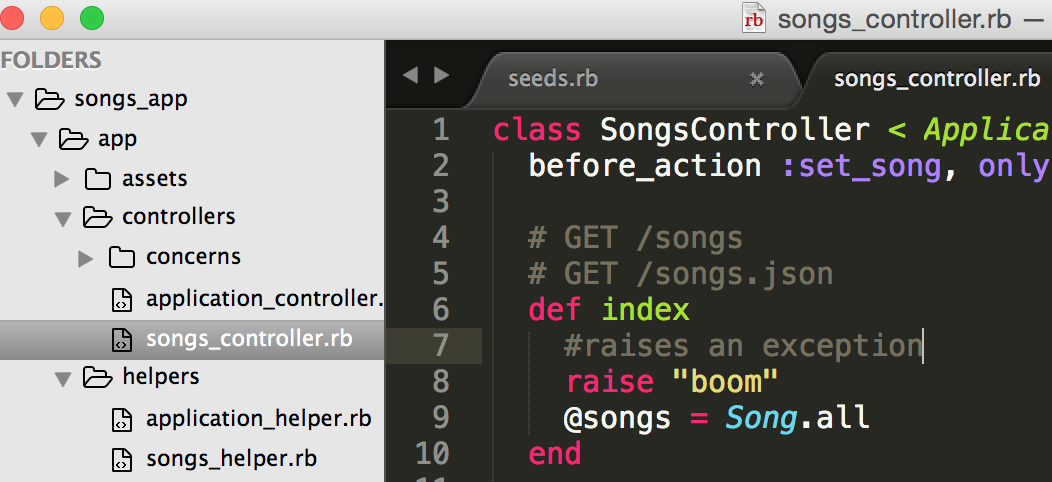 songs_controller.rb —
FOLDERS
songs_app
app
assets
controllers
concerns
application_controller.
songs_controller.rb
helpers
application_helper.rb
songs_helper.rb
seeds.rb × songs_controller.rb
1 class SongsController < Applica
2 before_action :set_song, only
3
4 # GET /songs
5 # GET /songs.json
6 def index
7 #raises an exception
8 raise "boom"
9 @songs = Song.all
10 end